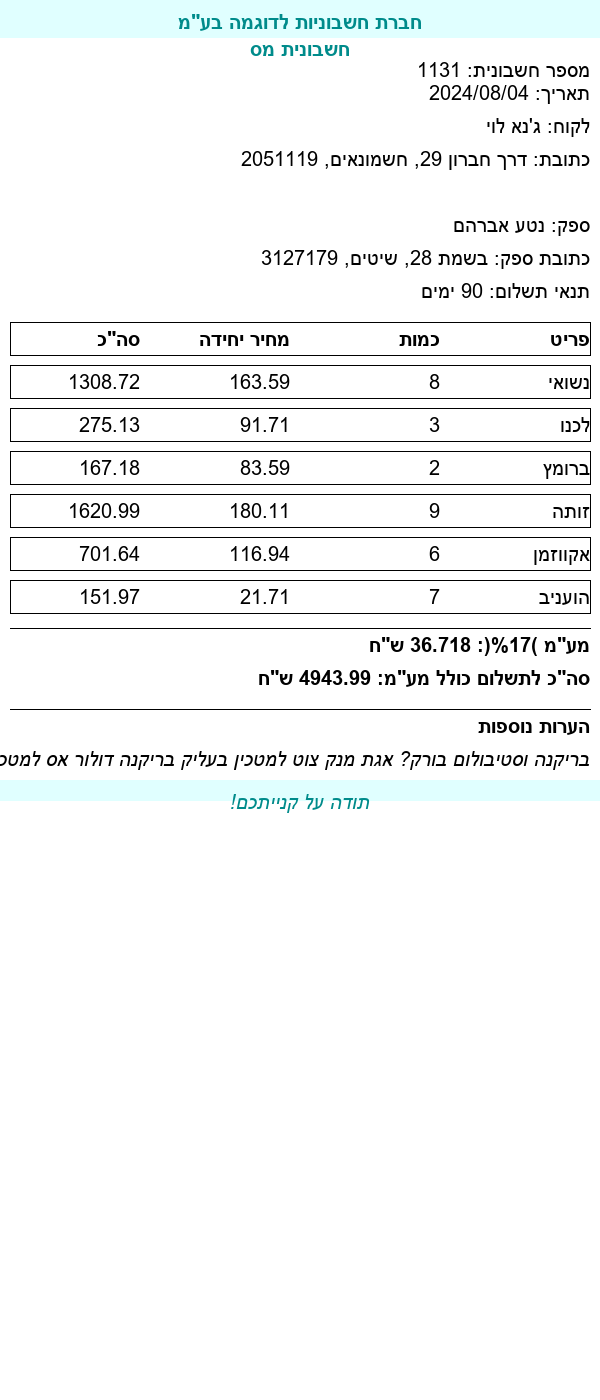 חברת חשבוניות לדוגמה בע"מ
חשבונית מס
מספר חשבונית: 1131
תאריך: 2024/08/04
לקוח: ג'נא לוי
כתובת: דרך חברון 29, חשמונאים, 2051119
ספק: נטע אברהם
כתובת ספק: בשמת 28, שיטים, 3127179
תנאי תשלום: 90 ימים
פריט כמות מחיר יחידה סה"כ
נשואי 8 163.59 1308.72
לכנו 3 91.71 275.13
ברומץ 2 83.59 167.18
זותה 9 180.11 1620.99
אקווזמן 6 116.94 701.64
הועניב 7 21.71 151.97
מע"מ )17%(: 36.718 ש"ח
סה"כ לתשלום כולל מע"מ: 4943.99 ש"ח
הערות נוספות
בריקנה וסטיבולום בורק? אגת מנק צוט למטכין בעליק בריקנה דולור אס
תודה על קנייתכם!